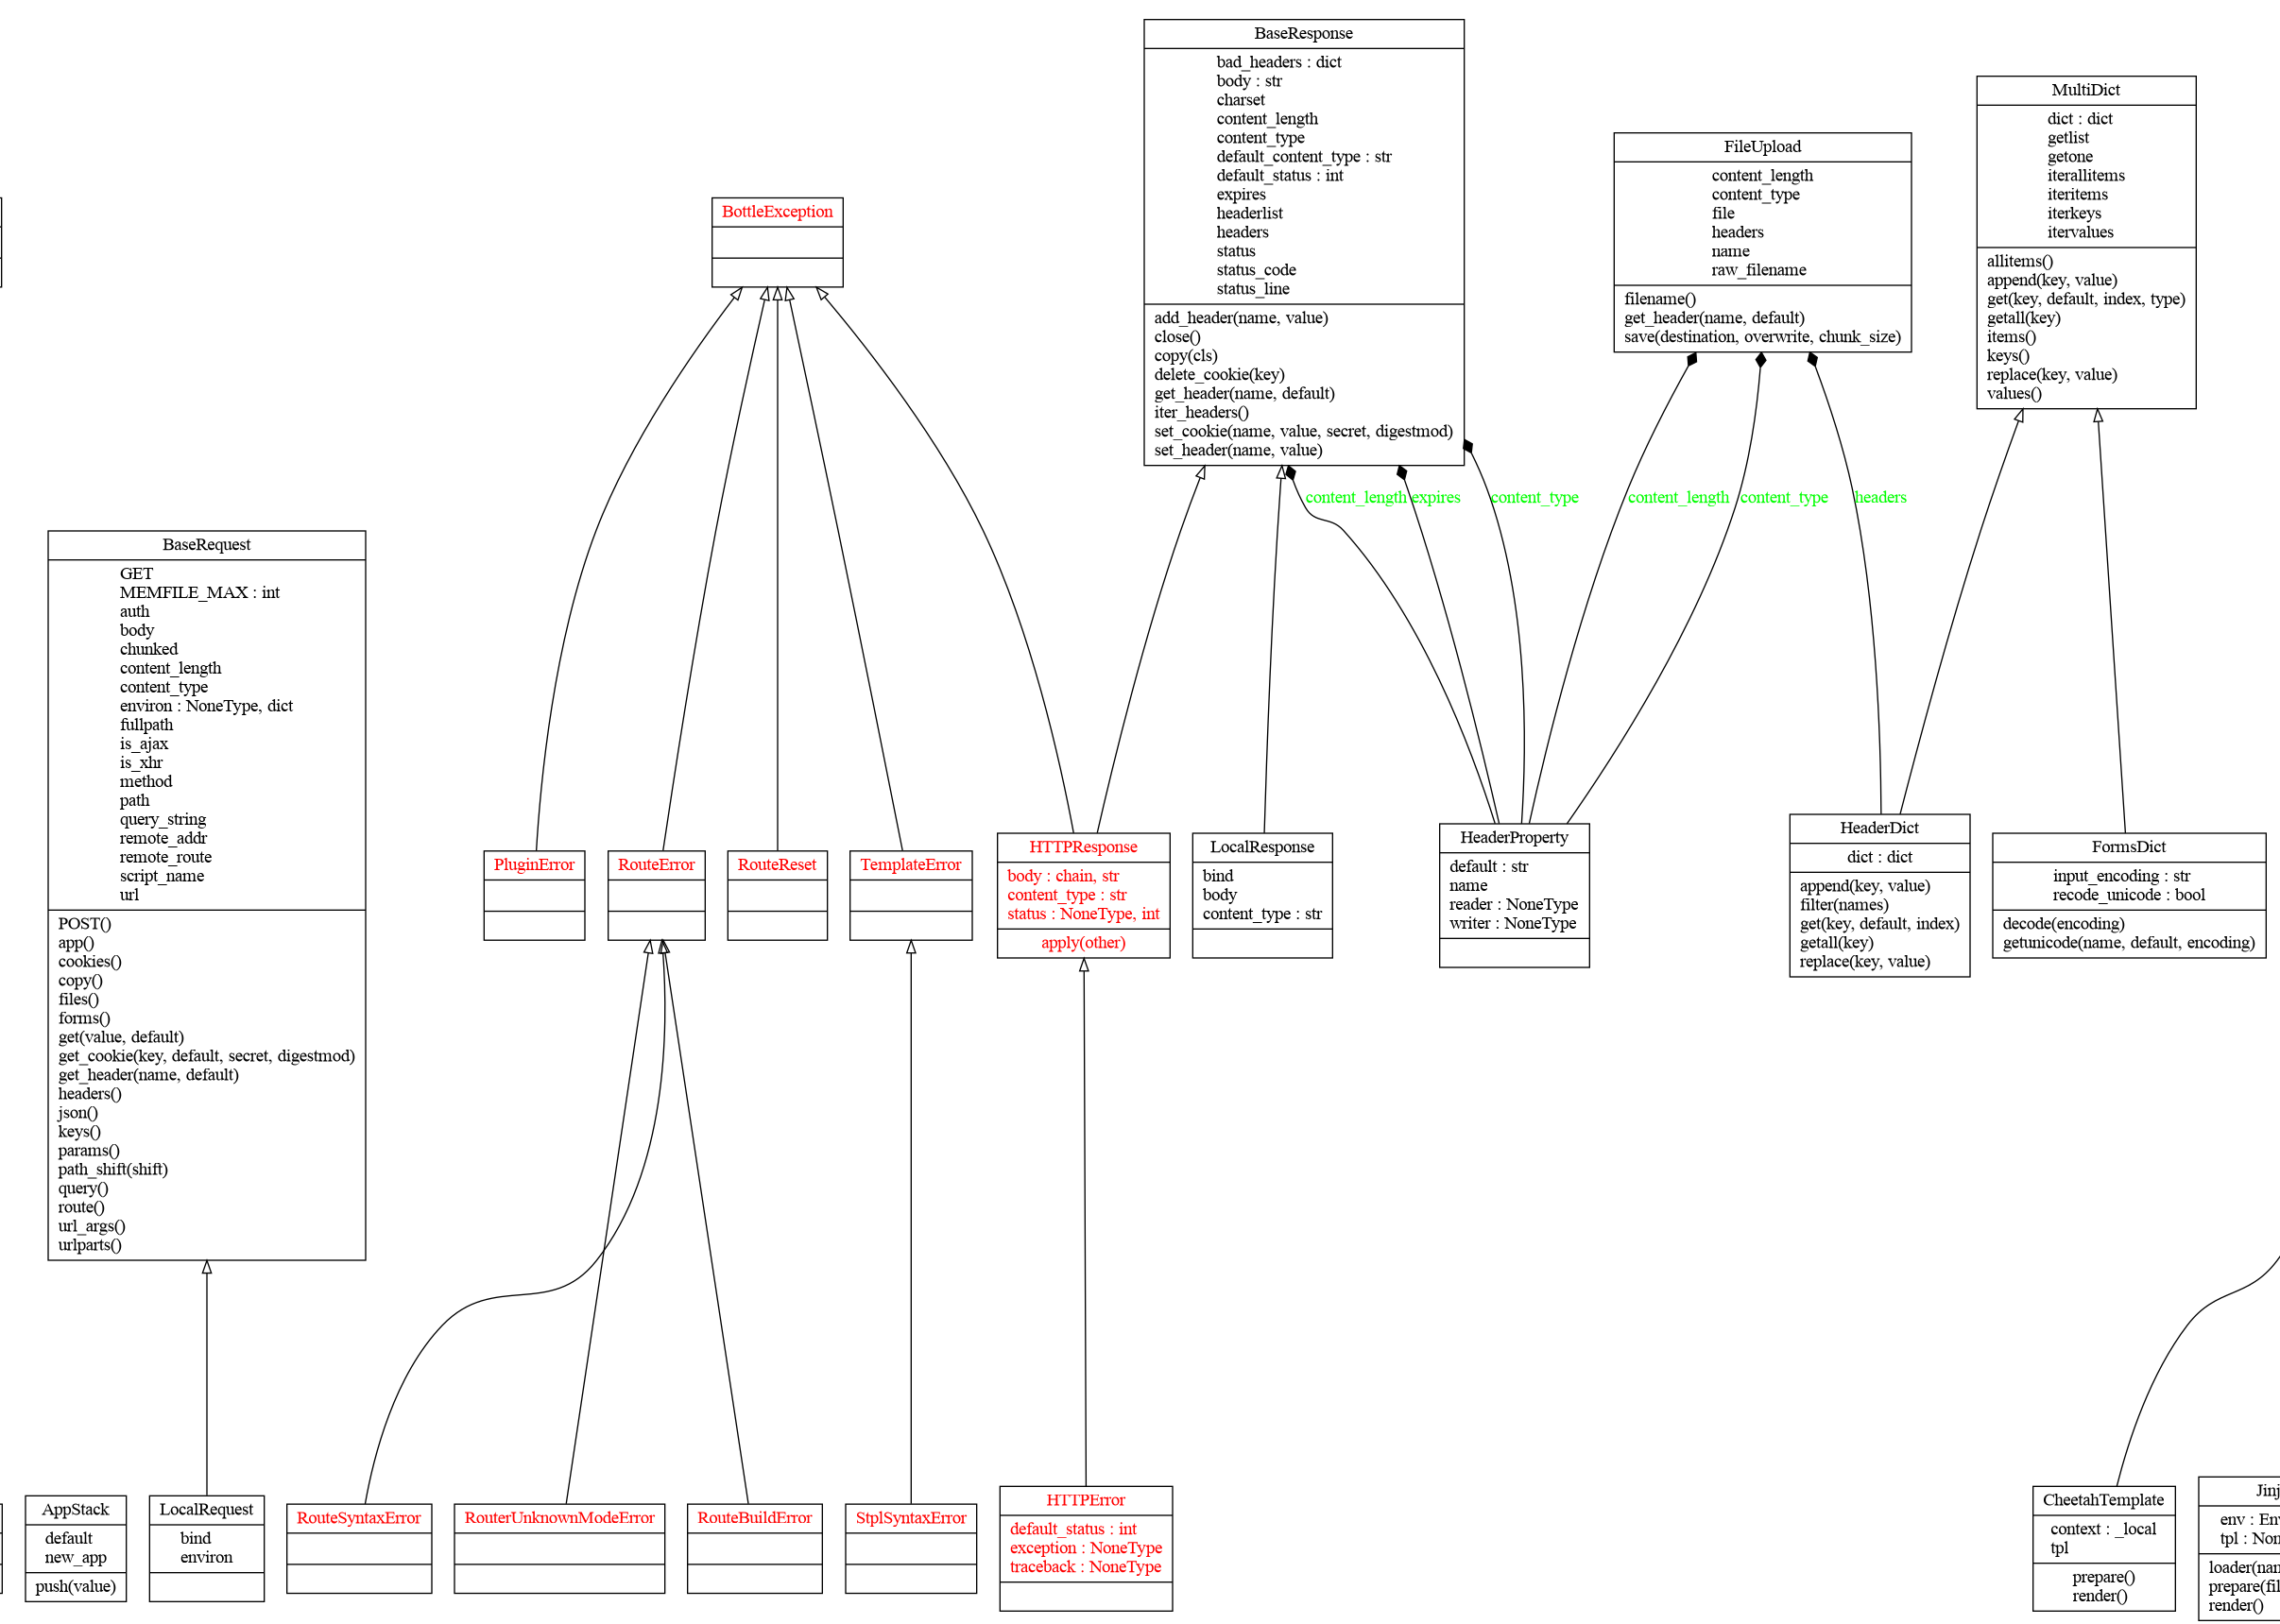 BaseResponse
bad_headers : dict
body : str
charset
content_length
content_type
default_content_type : str
default_status : int
expires
headerlist
headers
status
status_code
status_line
add_header(name, value)
close()
copy(cls)
delete_cookie(key)
get_header(name, default)
iter_headers()
set_cookie(name, value, secret, digestmod)
set_header(name, value)
MultiDict
dict : dict
getlist
getone
iterallitems
iteritems
iterkeys
itervalues
allitems()
append(key, value)
get(key, default, index, type)
getall(key)
items()
keys()
replace(key, value)
values()
FileUpload
content_length
content_type
file
headers
name
raw_filename
filename()
get_header(name, default)
save(destination, overwrite, chunk_size)
BottleException
content_length
expires
content_type
content_length
content_type
headers
BaseRequest
GET
MEMFILE_MAX : int
auth
body
chunked
content_length
content_type
environ : NoneType, dict
fullpath
is_ajax
is_xhr
method
path
query_string
remote_addr
remote_route
script_name
url
POST()
app()
cookies()
copy()
files()
forms()
get(value, default)
get_cookie(key, default, secret, digestmod)
get_header(name, default)
headers()
json()
keys()
params()
path_shift(shift)
query()
route()
url_args()
urlparts()
PluginError
RouteError
RouteReset
TemplateError
HTTPResponse
body : chain, str
content_type : str
status : NoneType, int
apply(other)
LocalResponse
bind
body
content_type : str
HeaderProperty
default : str
name
reader : NoneType
writer : NoneType
HeaderDict
dict : dict
append(key, value)
filter(names)
get(key, default, index)
getall(key)
replace(key, value)
FormsDict
input_encoding : str
recode_unicode : bool
decode(encoding)
getunicode(name, default, encoding)
AppStack
default
new_app
push(value)
LocalRequest
bind
environ
RouteSyntaxError
RouterUnknownModeError
RouteBuildError
StplSyntaxError
HTTPError
default_status : int
exception : NoneType
traceback : NoneType
CheetahTemplate
context : _local
tpl
prepare()
render()
Jinj
env : Env
tpl : Non
loader(nam
prepare(fil
render()